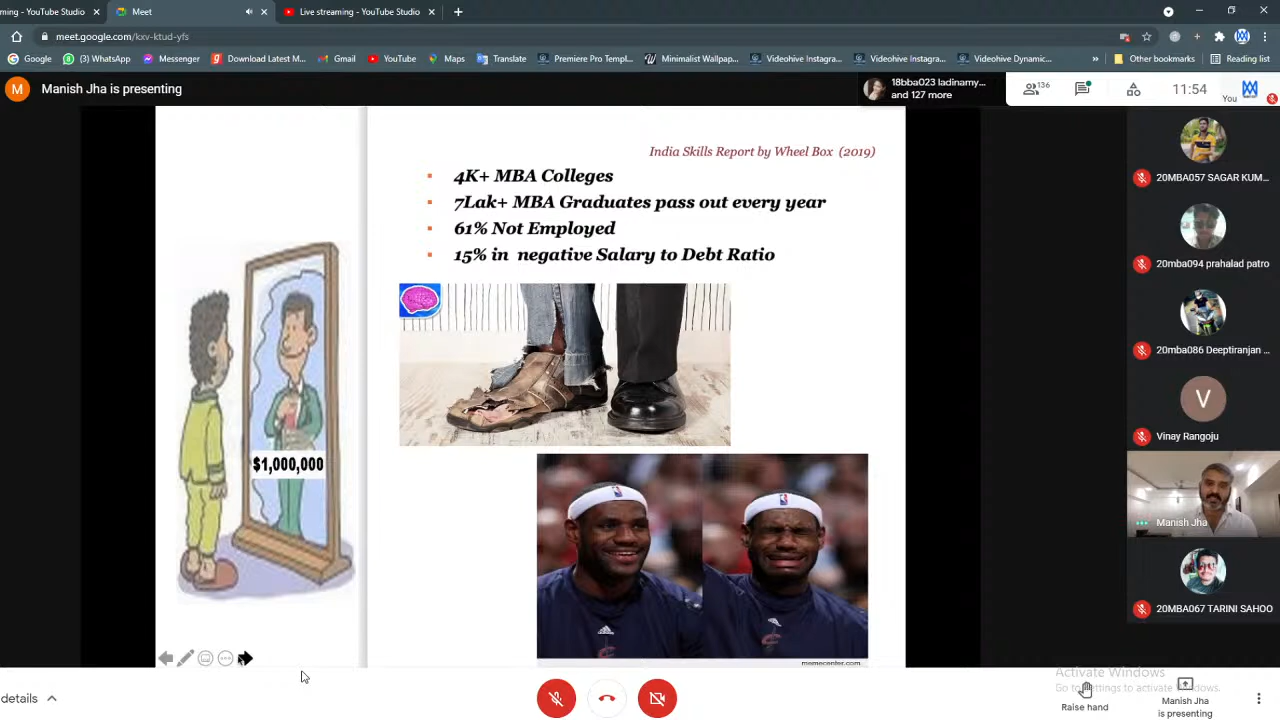 ming - YouTube Studio
Meet
Live streaming - YouTube Studio
meet.google.com/kxv-ktud-yfs
Google
(3) WhatsApp
Messenger
Download Latest M...
Gmail
YouTube
Maps
Translate
Premiere Pro Templ...
Minimalist Wallpap...
Videohive Instagra...
Videohive Instagra...
Videohive Dynamic...
Other bookmarks
Reading list
M
Manish Jha is presenting
18bba023 ladinamy...
and 127 more
136
11:54
You
India Skills Report by Wheel Box (2019)
4K+ MBA Colleges
7Lak+ MBA Graduates pass out every year
61% Not Employed
15% in negative Salary to Debt Ratio
$1,000,000
memecenter.com
20MBA057 SAGAR KUM...
20mba094 prahalad patro
20mba086 Deeptiranjan ...
V
Vinay Rangoju
Manish Jha
20MBA067 TARINI SAHOO
Activate Windows
Go to Settings to activate Windows.
details
Raise hand
Manish Jha
is presenting